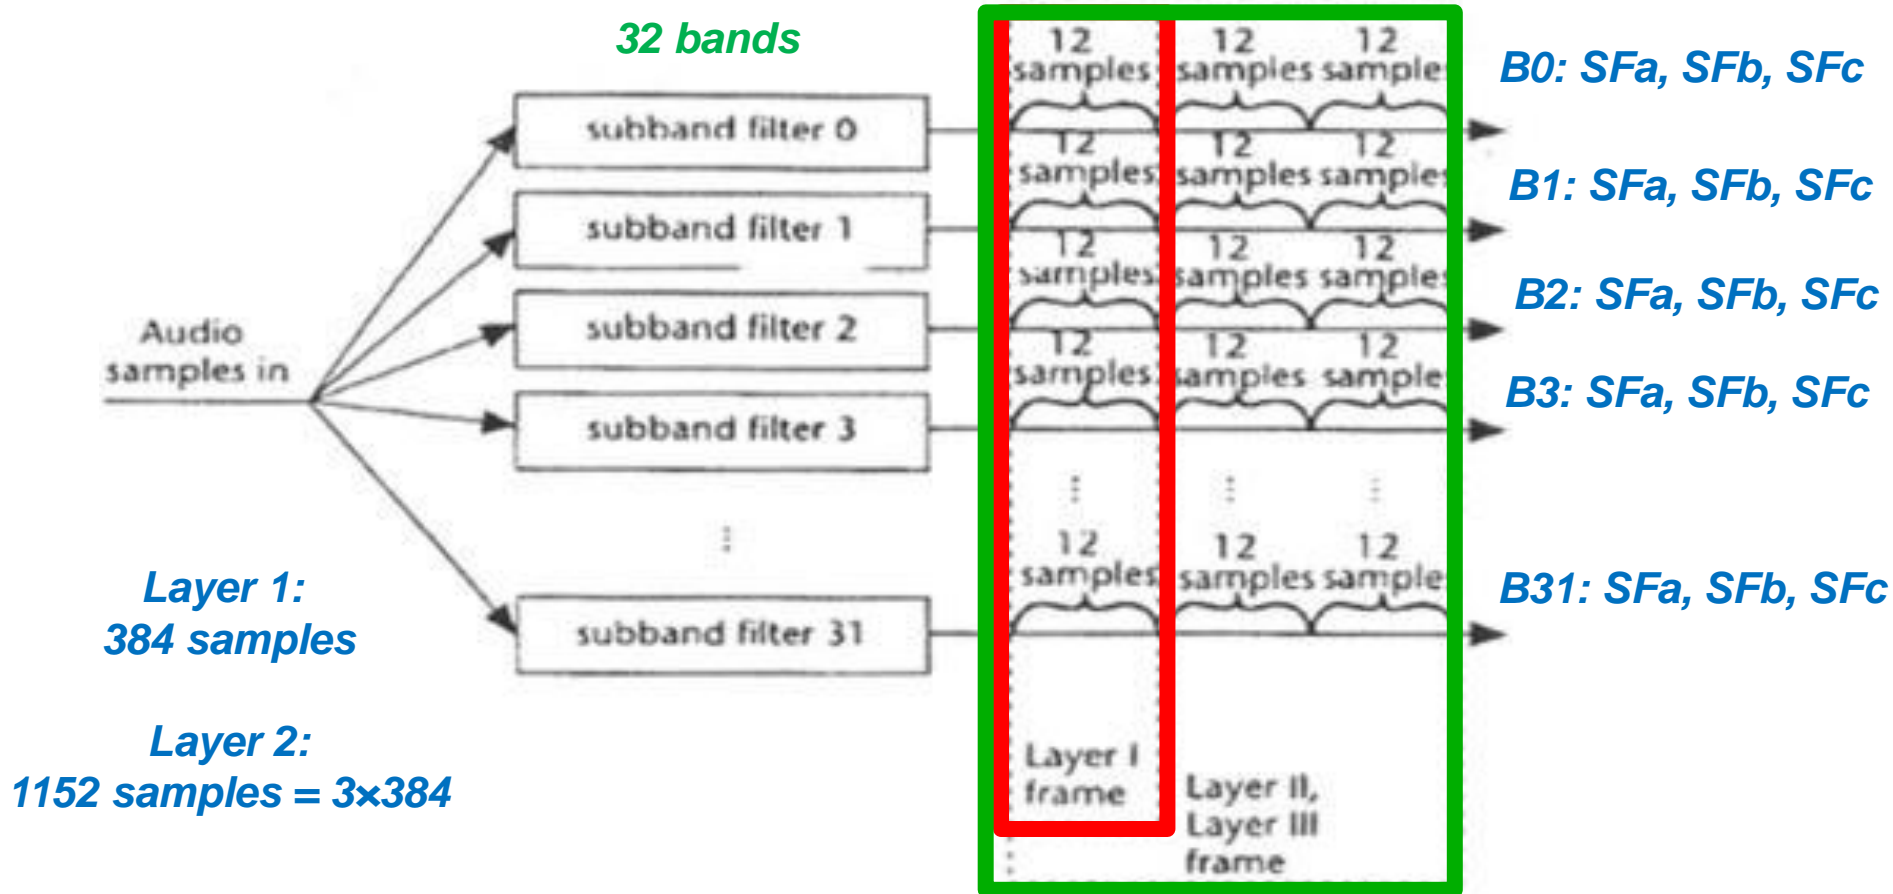 32 bands
12 12 12
samples samples sample
B0: SFa, SFb, SFc
subband filter 0
12 12 12
samples samples sample
B1: SFa, SFb, SFc
subband filter 1
12 12 12
samples samples sample
B2: SFa, SFb, SFc
subband filter 2
Audio
samples in
12 12 12
samples samples sample
B3: SFa, SFb, SFc
subband filter 3
⋮ ⋮ ⋮
⋮
12 12 12
samples samples sample
B31: SFa, SFb, SFc
subband filter 31
Layer 1:
384 samples
Layer 2:
1152 samples = 3×384
Layer I
frame
Layer II,
Layer III
frame